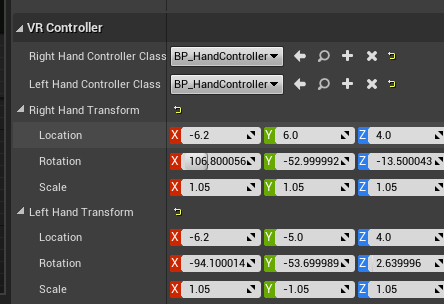 VR Controller
Right Hand Controller Class BP_HandController
Left Hand Controller Class BP_HandController
Right Hand Transform
Location X -6.2 Y 6.0 Z 4.0
Rotation X 106.800056 Y -52.999992 Z -13.500043
Scale X 1.05 Y 1.05 Z 1.05
Left Hand Transform
Location X -6.2 Y -5.0 Z 4.0
Rotation X -94.100014 Y -53.699989 Z 2.639996
Scale X 1.05 Y -1.05 Z 1.05